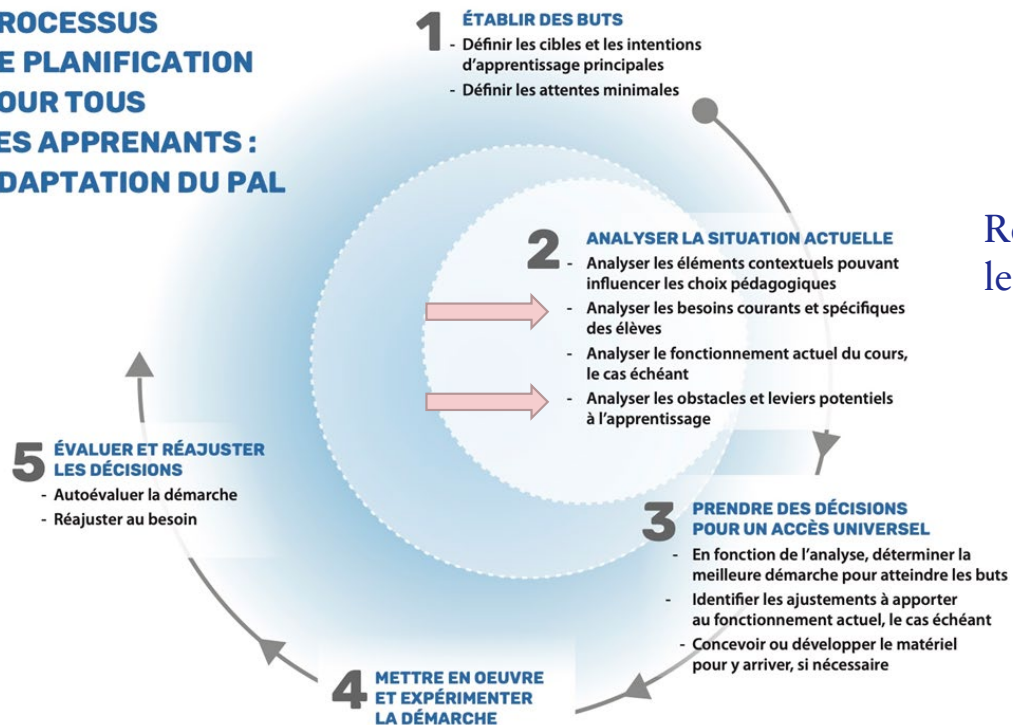 ROCESSUS
E PLANIFICATION
OUR TOUS
ES APPRENANTS :
DAPTATION DU PAL
1 ÉTABLIR DES BUTS
- Définir les cibles et les intentions
d'apprentissage principales
- Définir les attentes minimales
2 ANALYSER LA SITUATION ACTUELLE
- Analyser les éléments contextuels pouvant
influencer les choix pédagogiques
- Analyser les besoins courants et spécifiques
des élèves
- Analyser le fonctionnement actuel du cours,
le cas échéant
- Analyser les obstacles et leviers potentiels
à l'apprentissage
Re
le
3 PRENDRE DES DÉCISIONS
POUR UN ACCÈS UNIVERSEL
- En fonction de l'analyse, déterminer la
meilleure démarche pour atteindre les buts
- Identifier les ajustements à apporter
au fonctionnement actuel, le cas échéant
- Concevoir ou développer le matériel
pour y arriver, si nécessaire
4 METTRE EN OEUVRE
ET EXPÉRIMENTER
LA DÉMARCHE
5 ÉVALUER ET RÉAJUSTER
LES DÉCISIONS
- Autoévaluer la démarche
- Réajuster au besoin